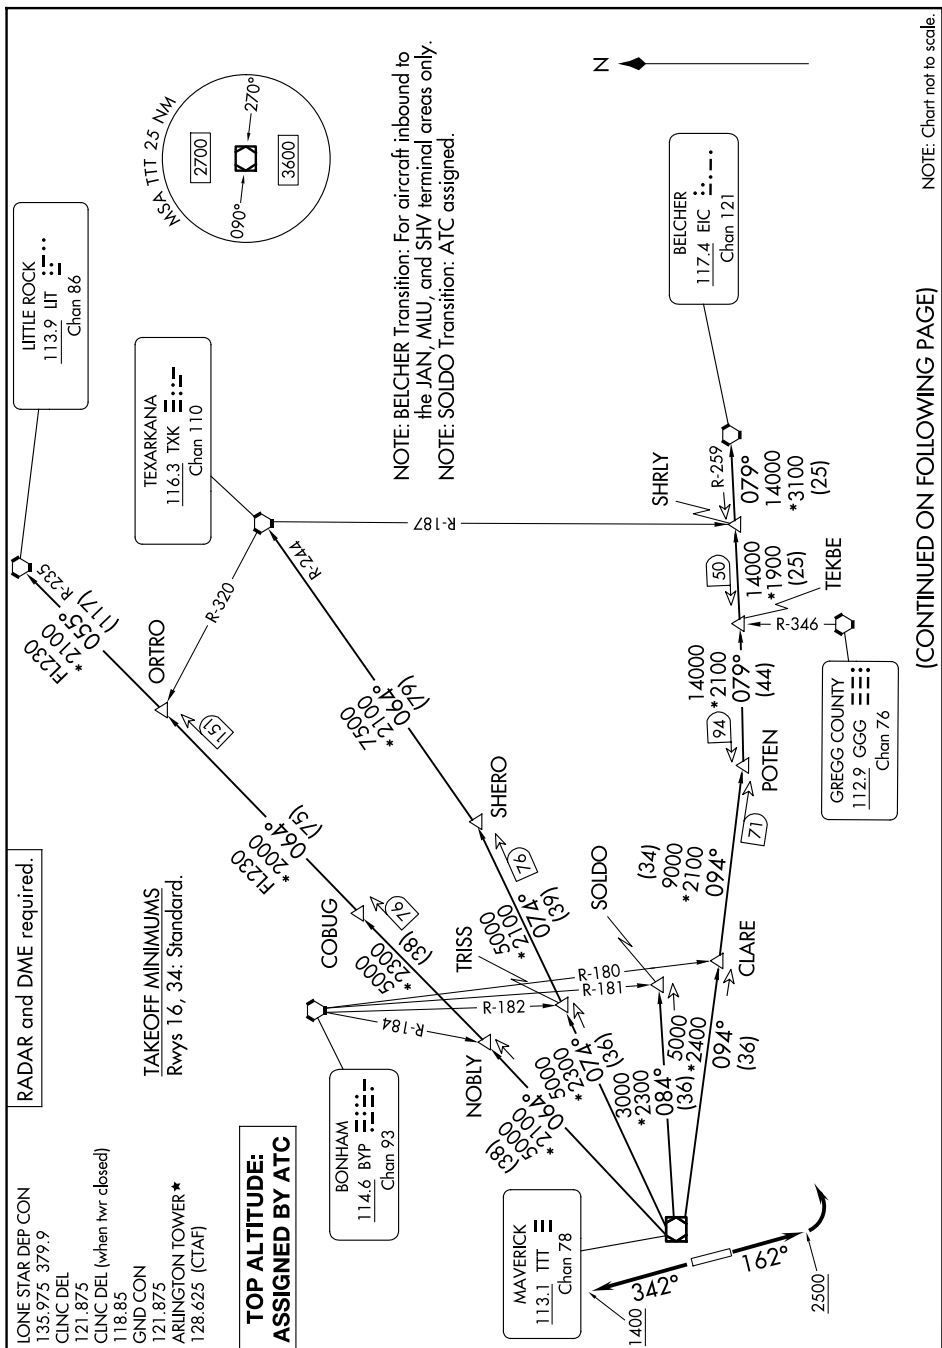 LONE STAR DEP CON
135.975 379.9
CLNC DEL
121.875
CLNC DEL (when twr closed)
118.85
GND CON
121.875
ARLINGTON TOWER★
128.625 (CTAF)
RADAR and DME required.
TAKEOFF MINIMUMS
Rwys 16, 34: Standard.
TOP ALTITUDE:
ASSIGNED BY ATC
LITTLE ROCK
113.9 LIT
Chan 86
MSA TTT 25 NM
2700
090°
270°
3600
TEXARKANA
116.3 TXK
Chan 110
NOTE: BELCHER Transition: For aircraft inbound to
the JAN, MLU, and SHV terminal areas only.
NOTE: SOLDO Transition: ATC assigned.
N
BELCHER
117.4 EIC
Chan 121
BONHAM
114.6 BYP
Chan 93
MAVERICK
113.1 TTT
Chan 78
GREGG COUNTY
112.9 GGG
Chan 76
R-235
FL230
*2100
055°
(117)
ORTRO
R-320
151
FL230
*2000
064°
(75)
COBUG
76
5000
*2300
(38)
NOBLY
R-184
5000
*2100
064°
(38)
R-244
7500
*2100
064°
(79)
SHERO
76
5000
*2100
074°
(39)
TRISS
R-182
5000
*2300
074°
(36)
SOLDO
R-181
3000
*2300
084°
(36)
R-180
CLARE
5000
*2400
094°
(36)
(34)
9000
*2100
094°
71
POTEN
94
14000
*2100
079°
(44)
TEKBE
R-346
50
14000
*1900
(25)
SHRLY
R-187
R-259
079°
14000
*3100
(25)
342°
1400
162°
2500
(CONTINUED ON FOLLOWING PAGE)
NOTE: Chart not to scale.